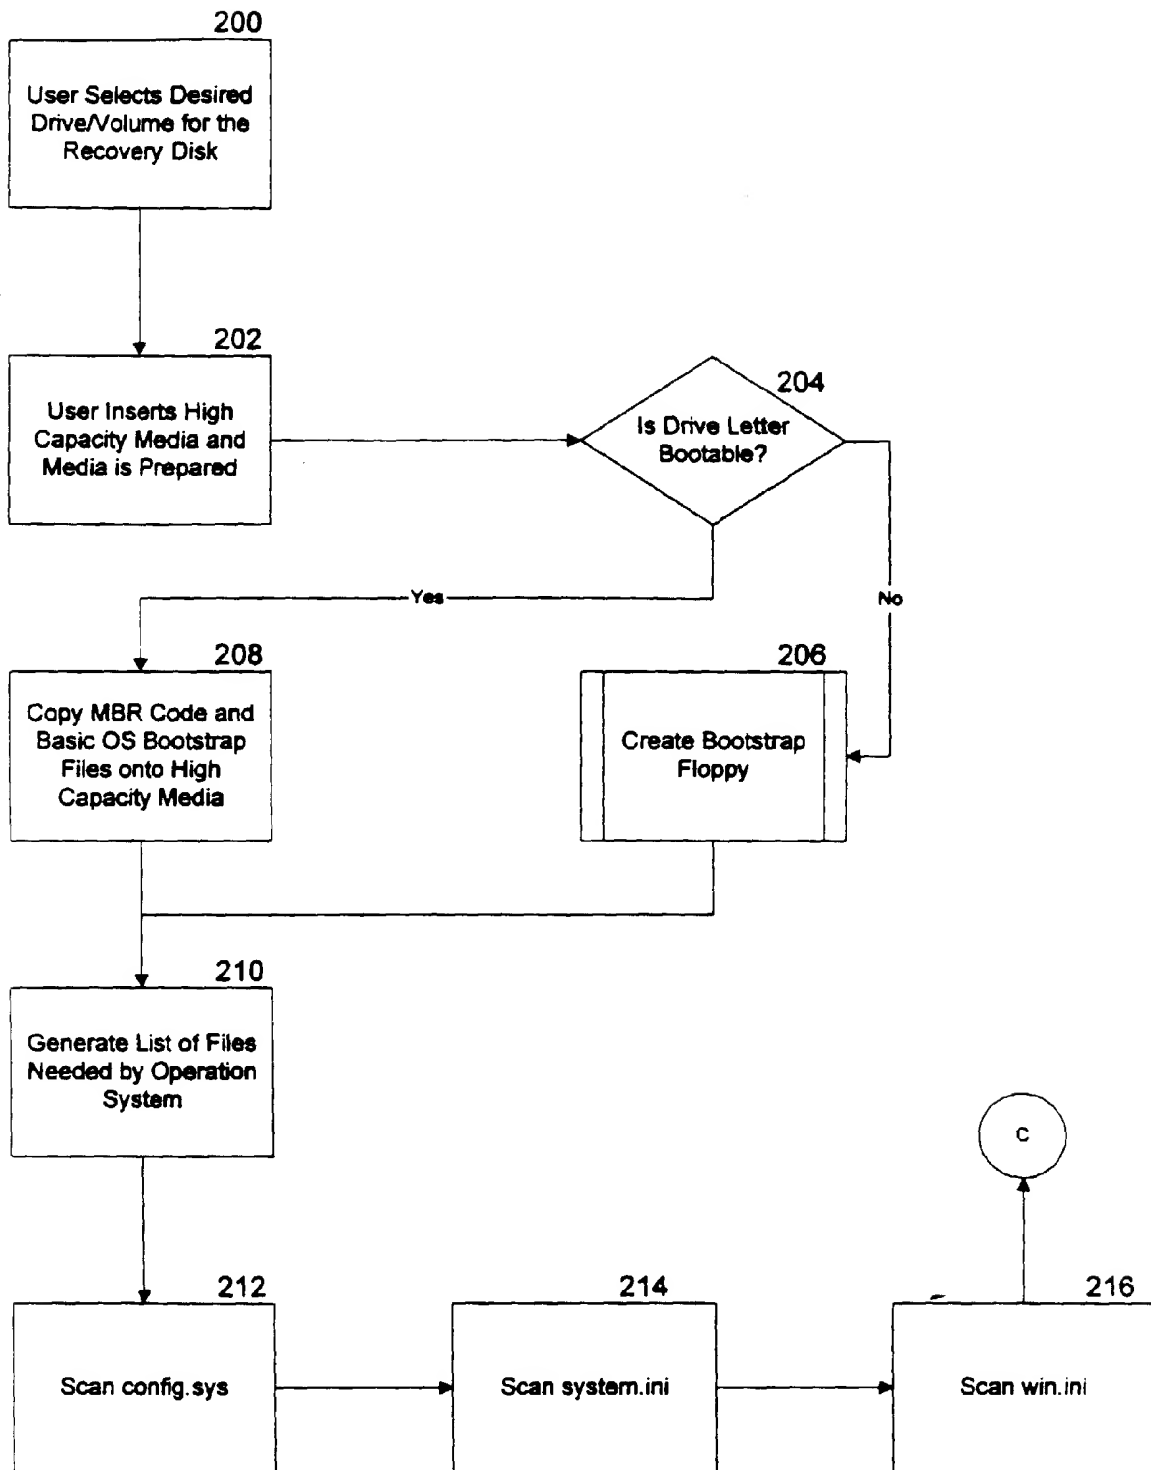 200
User Selects Desired
Drive/Volume for the
Recovery Disk
202
User Inserts High
Capacity Media and
Media is Prepared
204
Is Drive Letter
Bootable?
Yes
No
208
Copy MBR Code and
Basic OS Bootstrap
Files onto High
Capacity Media
206
Create Bootstrap
Floppy
210
Generate List of Files
Needed by Operation
System
C
212
Scan config.sys
214
Scan system.ini
216
Scan win.ini